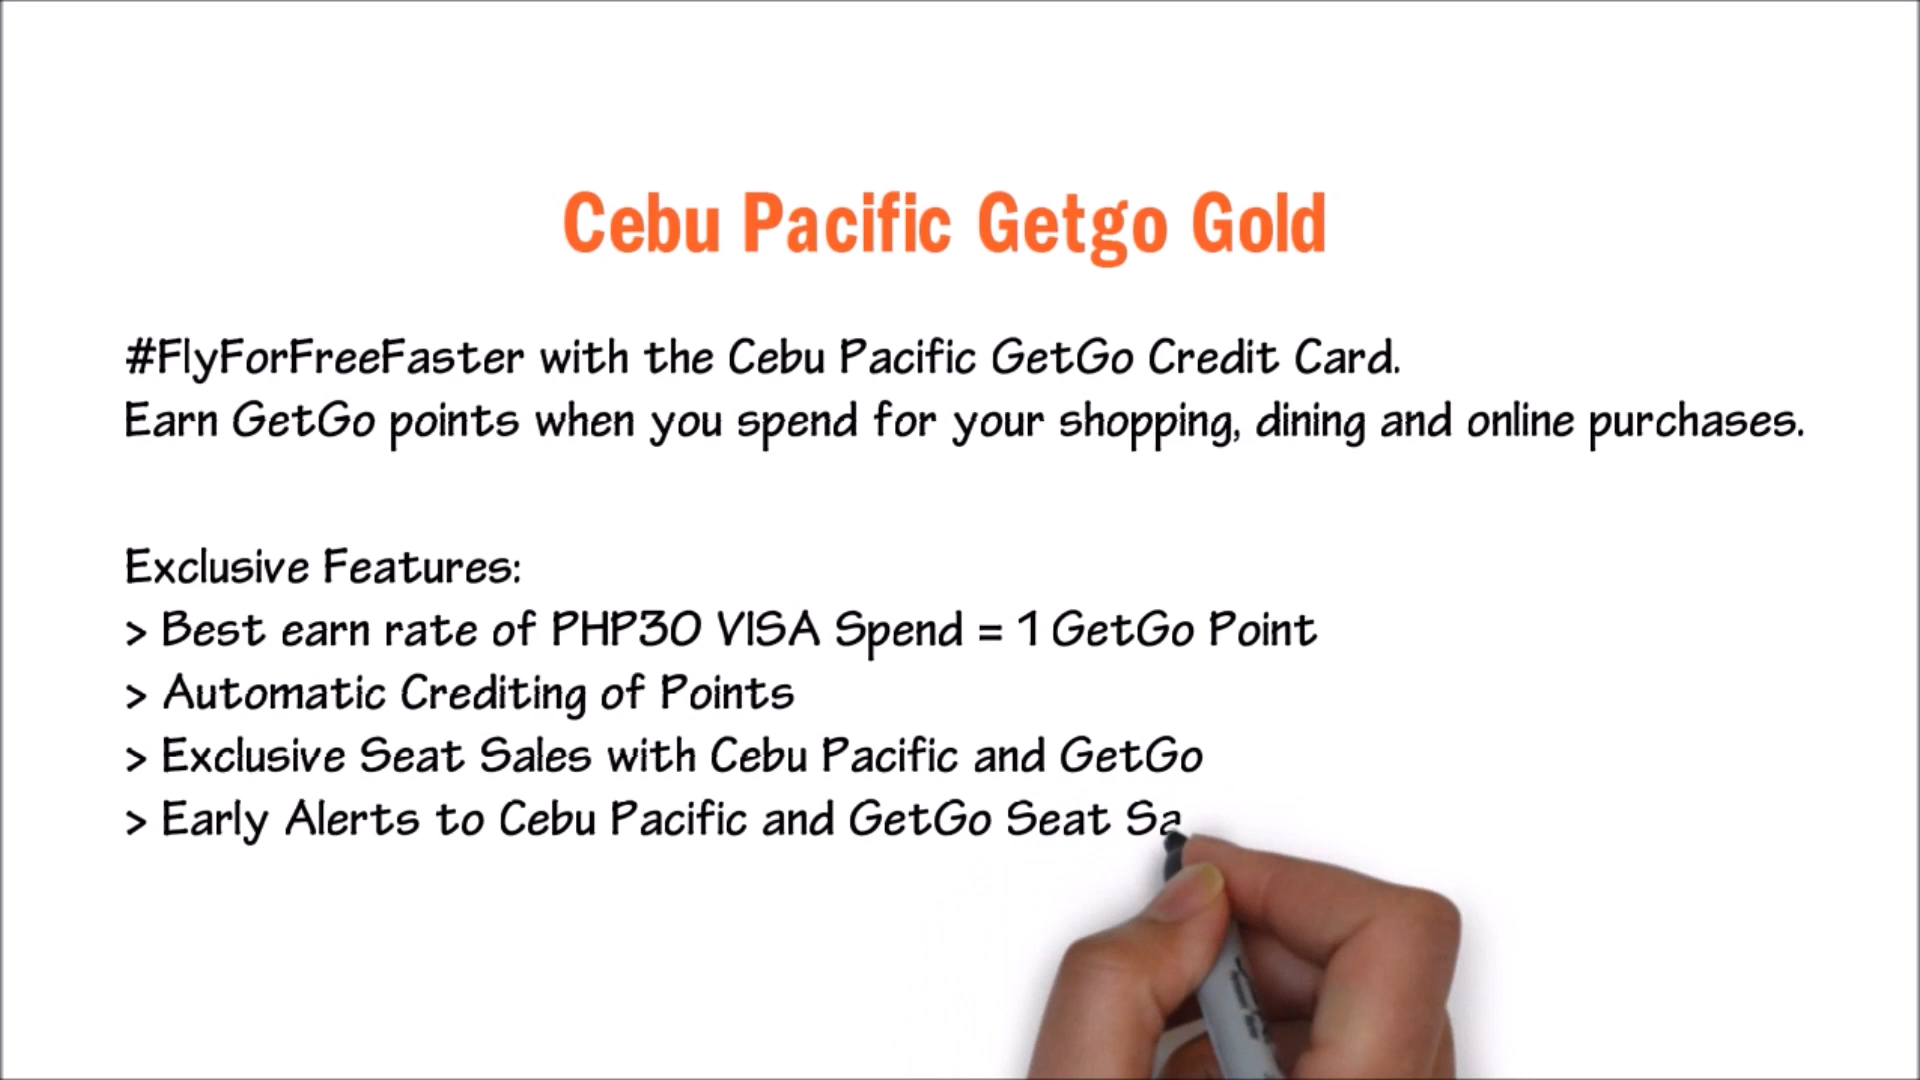 Cebu Pacific Getgo Gold
#FlyForFreeFaster with the Cebu Pacific GetGo Credit Card.
Earn GetGo points when you spend for your shopping, dining and online purchases.
Exclusive Features:
> Best earn rate of PHP30 VISA Spend = 1 GetGo Point
> Automatic Crediting of Points
> Exclusive Seat Sales with Cebu Pacific and GetGo
> Early Alerts to Cebu Pacific and GetGo Seat Sa